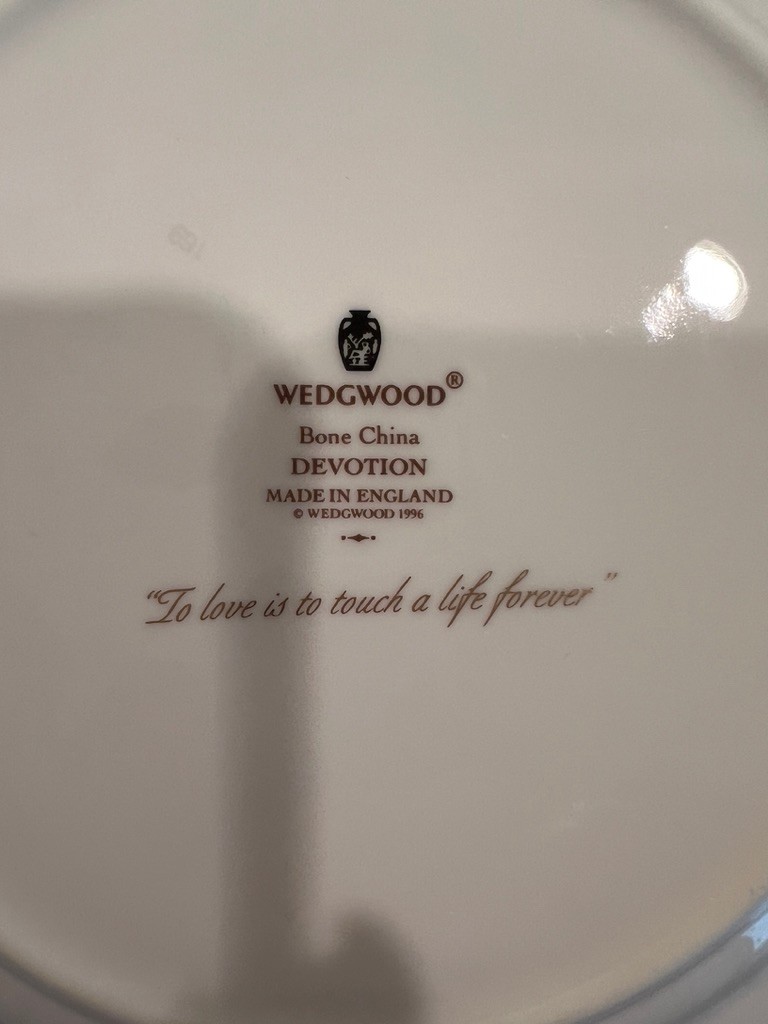 WEDGWOOD®
Bone China
DEVOTION
MADE IN ENGLAND
© WEDGWOOD 1996
“To love is to touch a life forever”